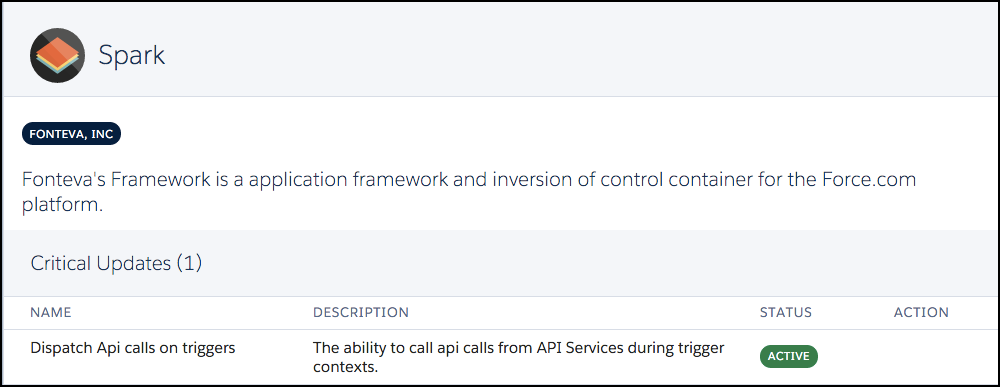 Spark
FONTEVA, INC
Fonteva's Framework is a application framework and inversion of control container for the Force.com
platform.
Critical Updates (1)
NAME DESCRIPTION STATUS ACTION
Dispatch Api calls on triggers The ability to call api calls from API Services during trigger ACTIVE
contexts.